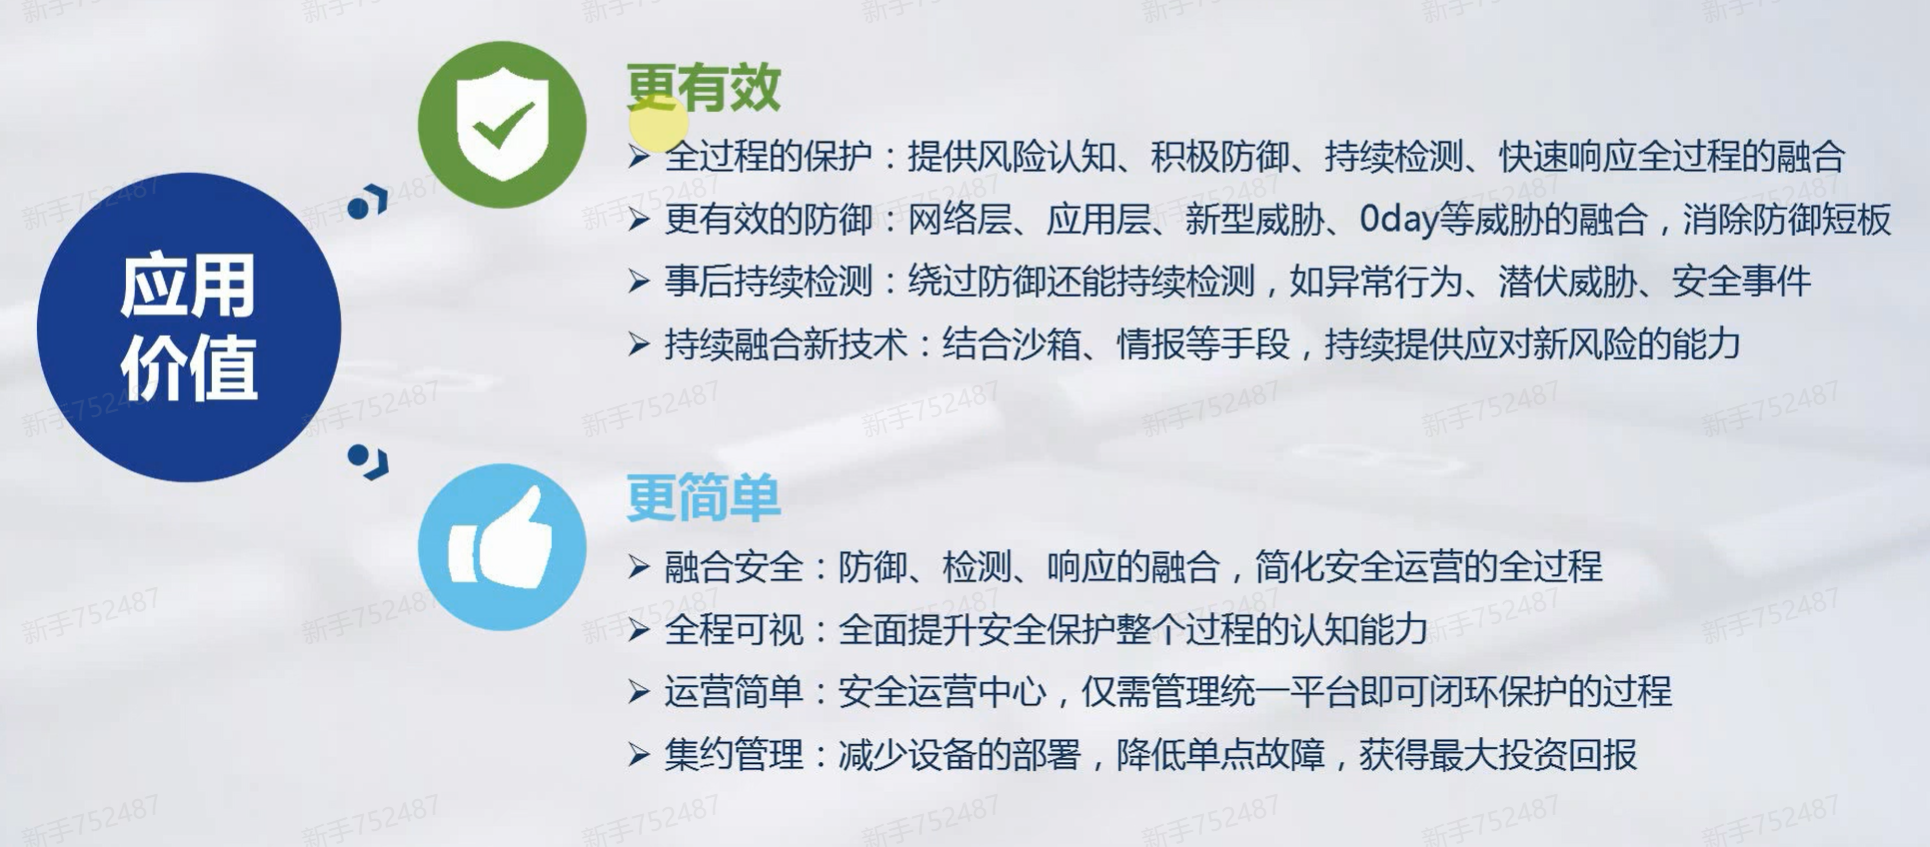 应用
价值
更有效
➢ 全过程的保护：提供风险认知、积极防御、持续检测、快速响应全过程的融合
➢ 更有效的防御：网络层、应用层、新型威胁、0day等威胁的融合，消除防御短板
➢ 事后持续检测：绕过防御还能持续检测，如异常行为、潜伏威胁、安全事件
➢ 持续融合新技术：结合沙箱、情报等手段，持续提供应对新风险的能力
更简单
➢ 融合安全：防御、检测、响应的融合，简化安全运营的全过程
➢ 全程可视：全面提升安全保护整个过程的认知能力
➢ 运营简单：安全运营中心，仅需管理统一平台即可闭环保护的过程
➢ 集约管理：减少设备的部署，降低单点故障，获得最大投资回报
新手752487